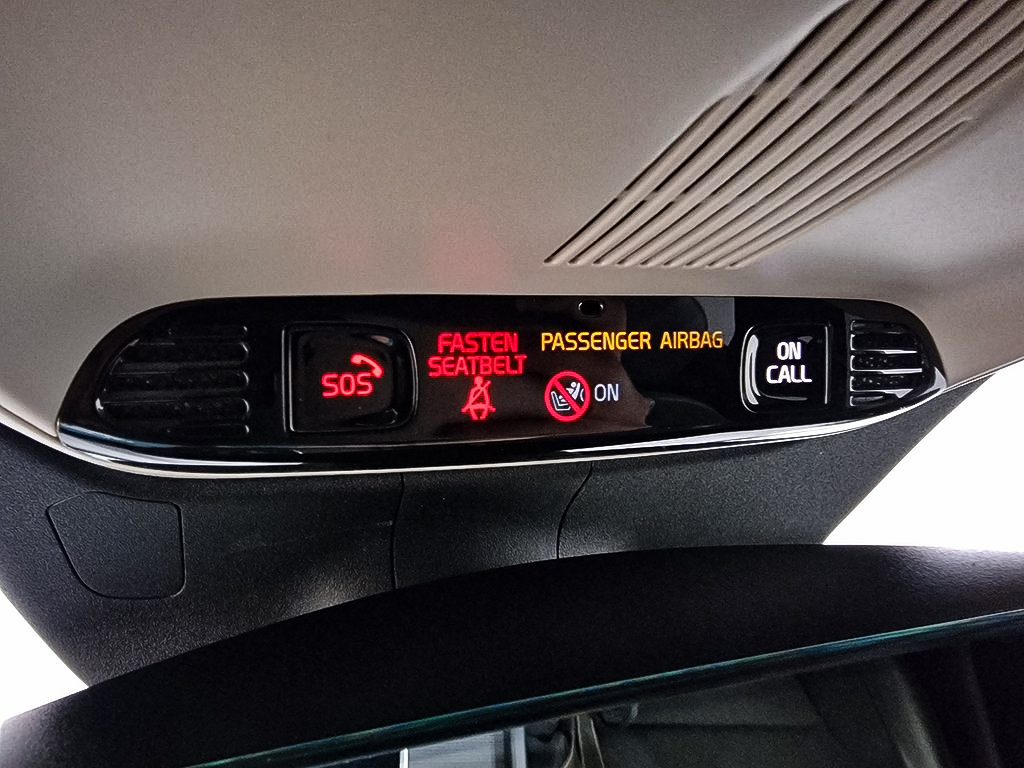 SOS
FASTEN
SEATBELT
PASSENGER AIRBAG
ON
ON
CALL